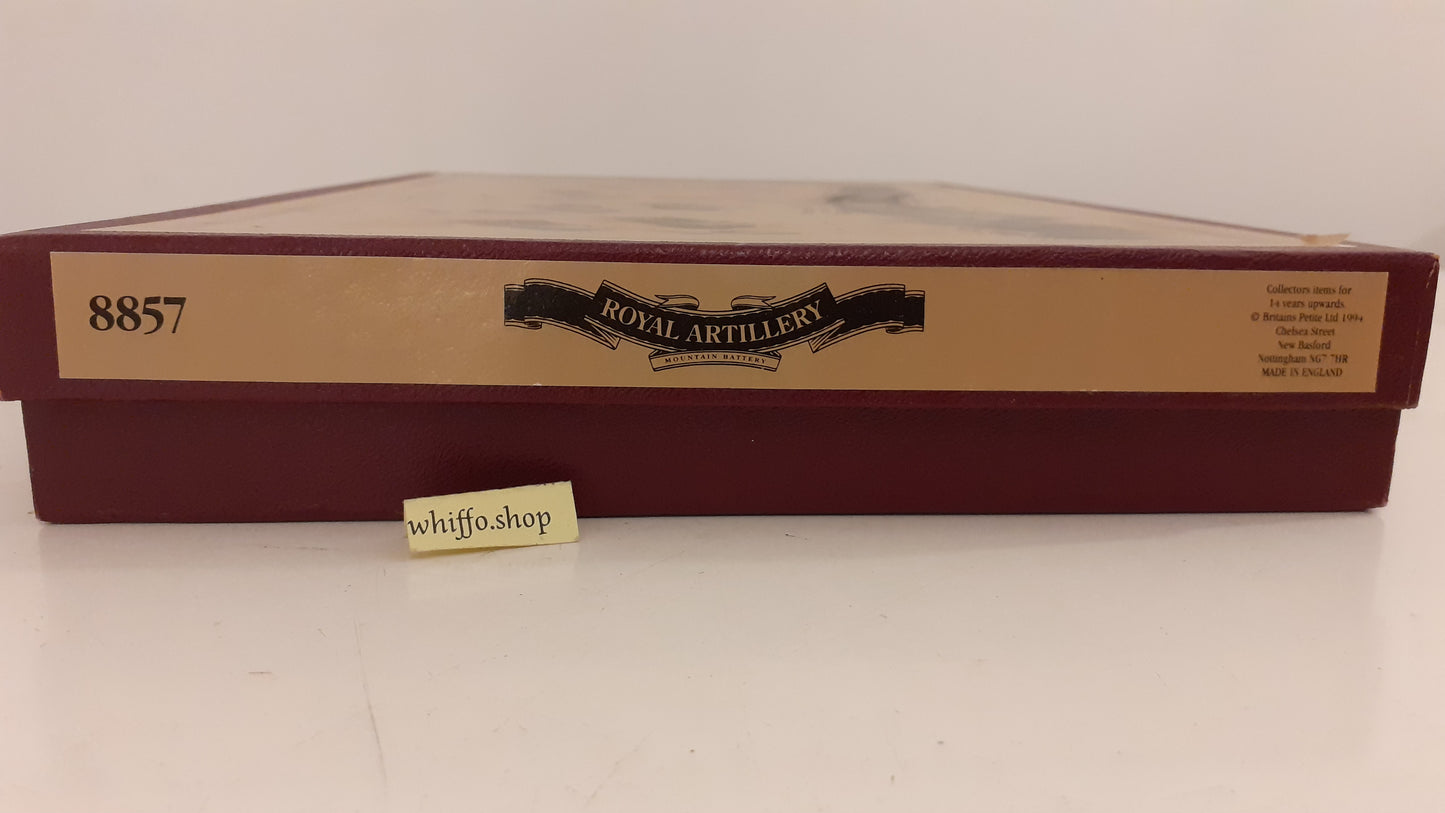 8857
ROYAL ARTILLERY
MOUNTAIN BATTERY
Collectors items for
14 years upwards.
© Britains Petite Ltd 1994
Chelsea Street
New Basford
Nottingham NG7 7HR
MADE IN ENGLAND
whiffo.shop